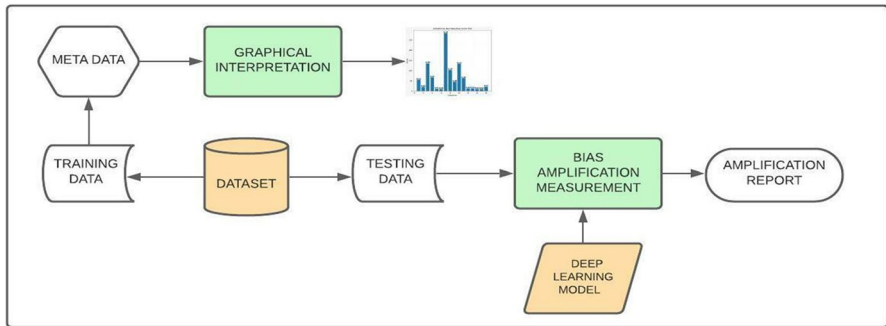 META DATA
GRAPHICAL
INTERPRETATION
TRAINING
DATA
DATASET
TESTING
DATA
BIAS
AMPLIFICATION
MEASUREMENT
AMPLIFICATION
REPORT
DEEP
LEARNING
MODEL